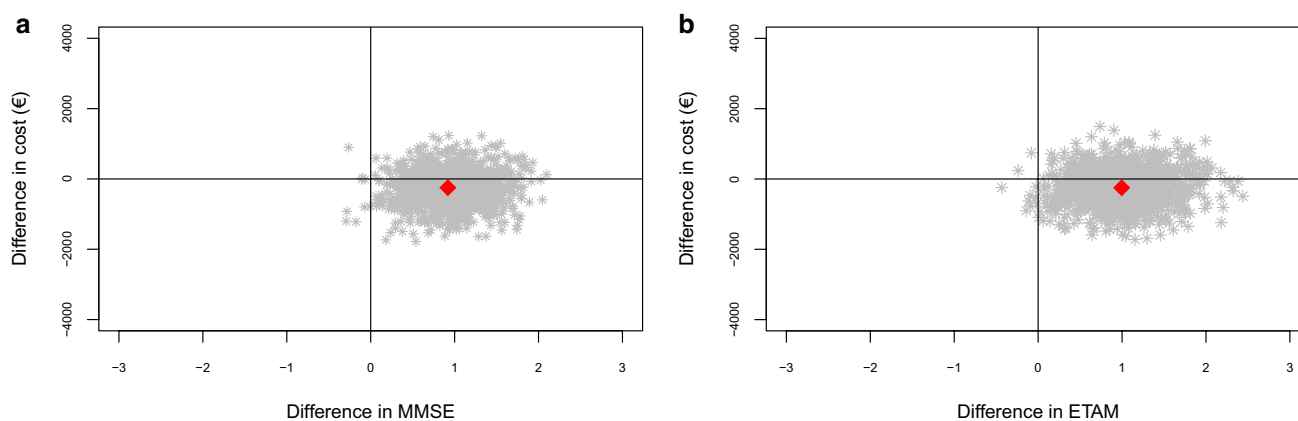 a
4000
2000
0
−2000
−4000
Difference in cost (€)
−3 −2 −1 0 1 2 3
Difference in MMSE
b
4000
2000
0
−2000
−4000
Difference in cost (€)
−3 −2 −1 0 1 2 3
Difference in ETAM